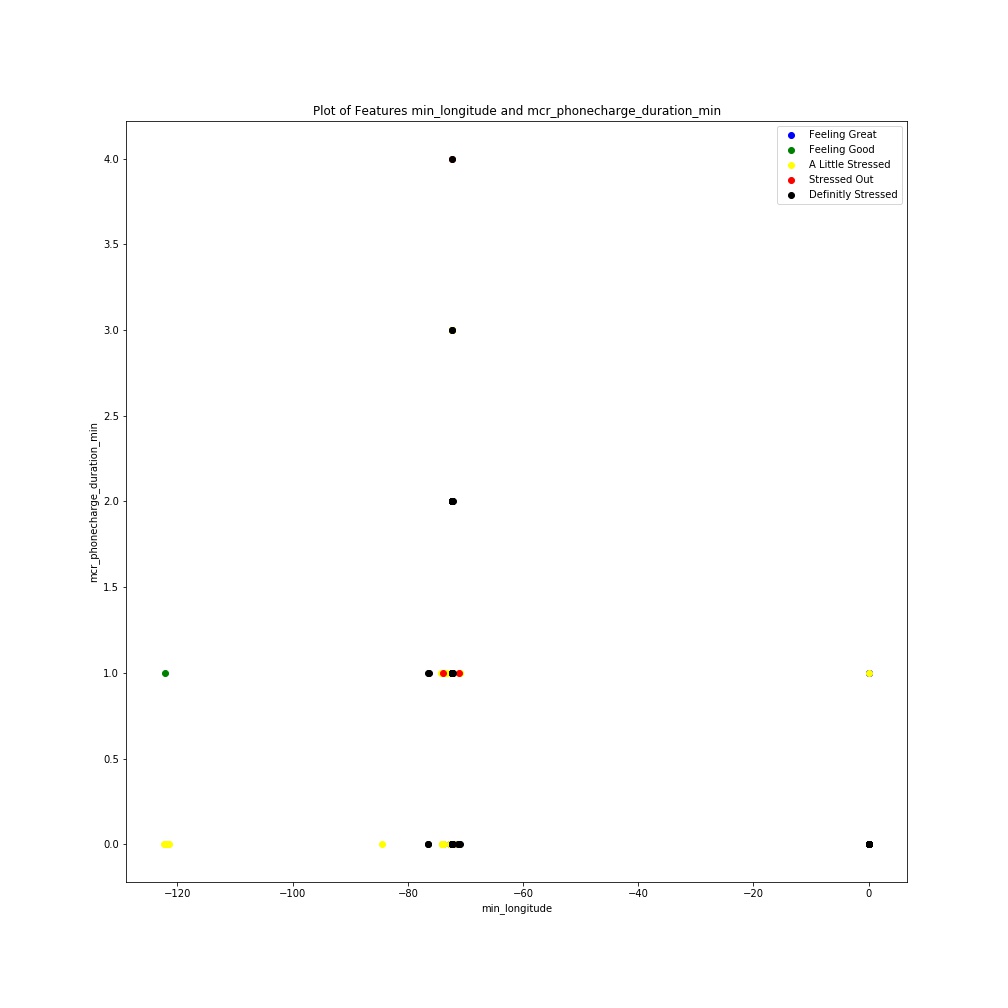 Plot of Features min_longitude and mcr_phonecharge_duration_min
Feeling Great
Feeling Good
A Little Stressed
Stressed Out
Definitly Stressed
mcr_phonecharge_duration_min
4.0
3.5
3.0
2.5
2.0
1.5
1.0
0.5
0.0
−120
−100
−80
−60
−40
−20
0
min_longitude